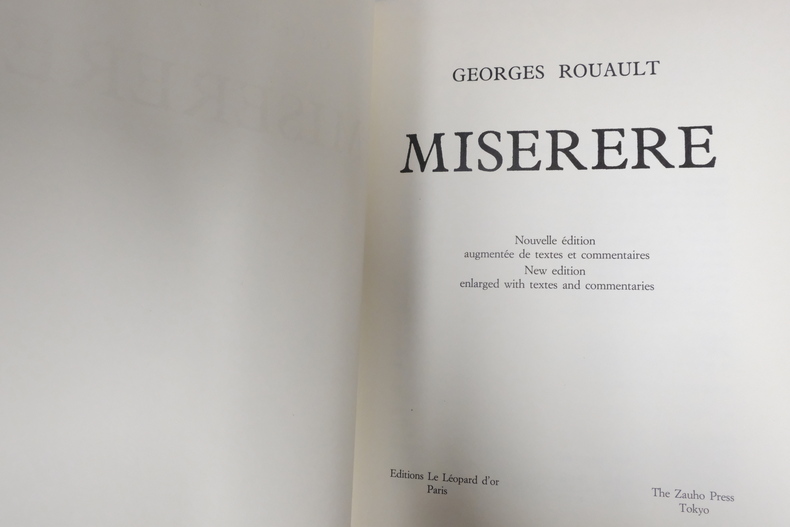 GEORGES ROUAULT
MISERERE
Nouvelle édition
augmentée de textes et commentaires
New edition
enlarged with textes and commentaries
Editions Le Léopard d'or
Paris
The Zauho Press
Tokyo